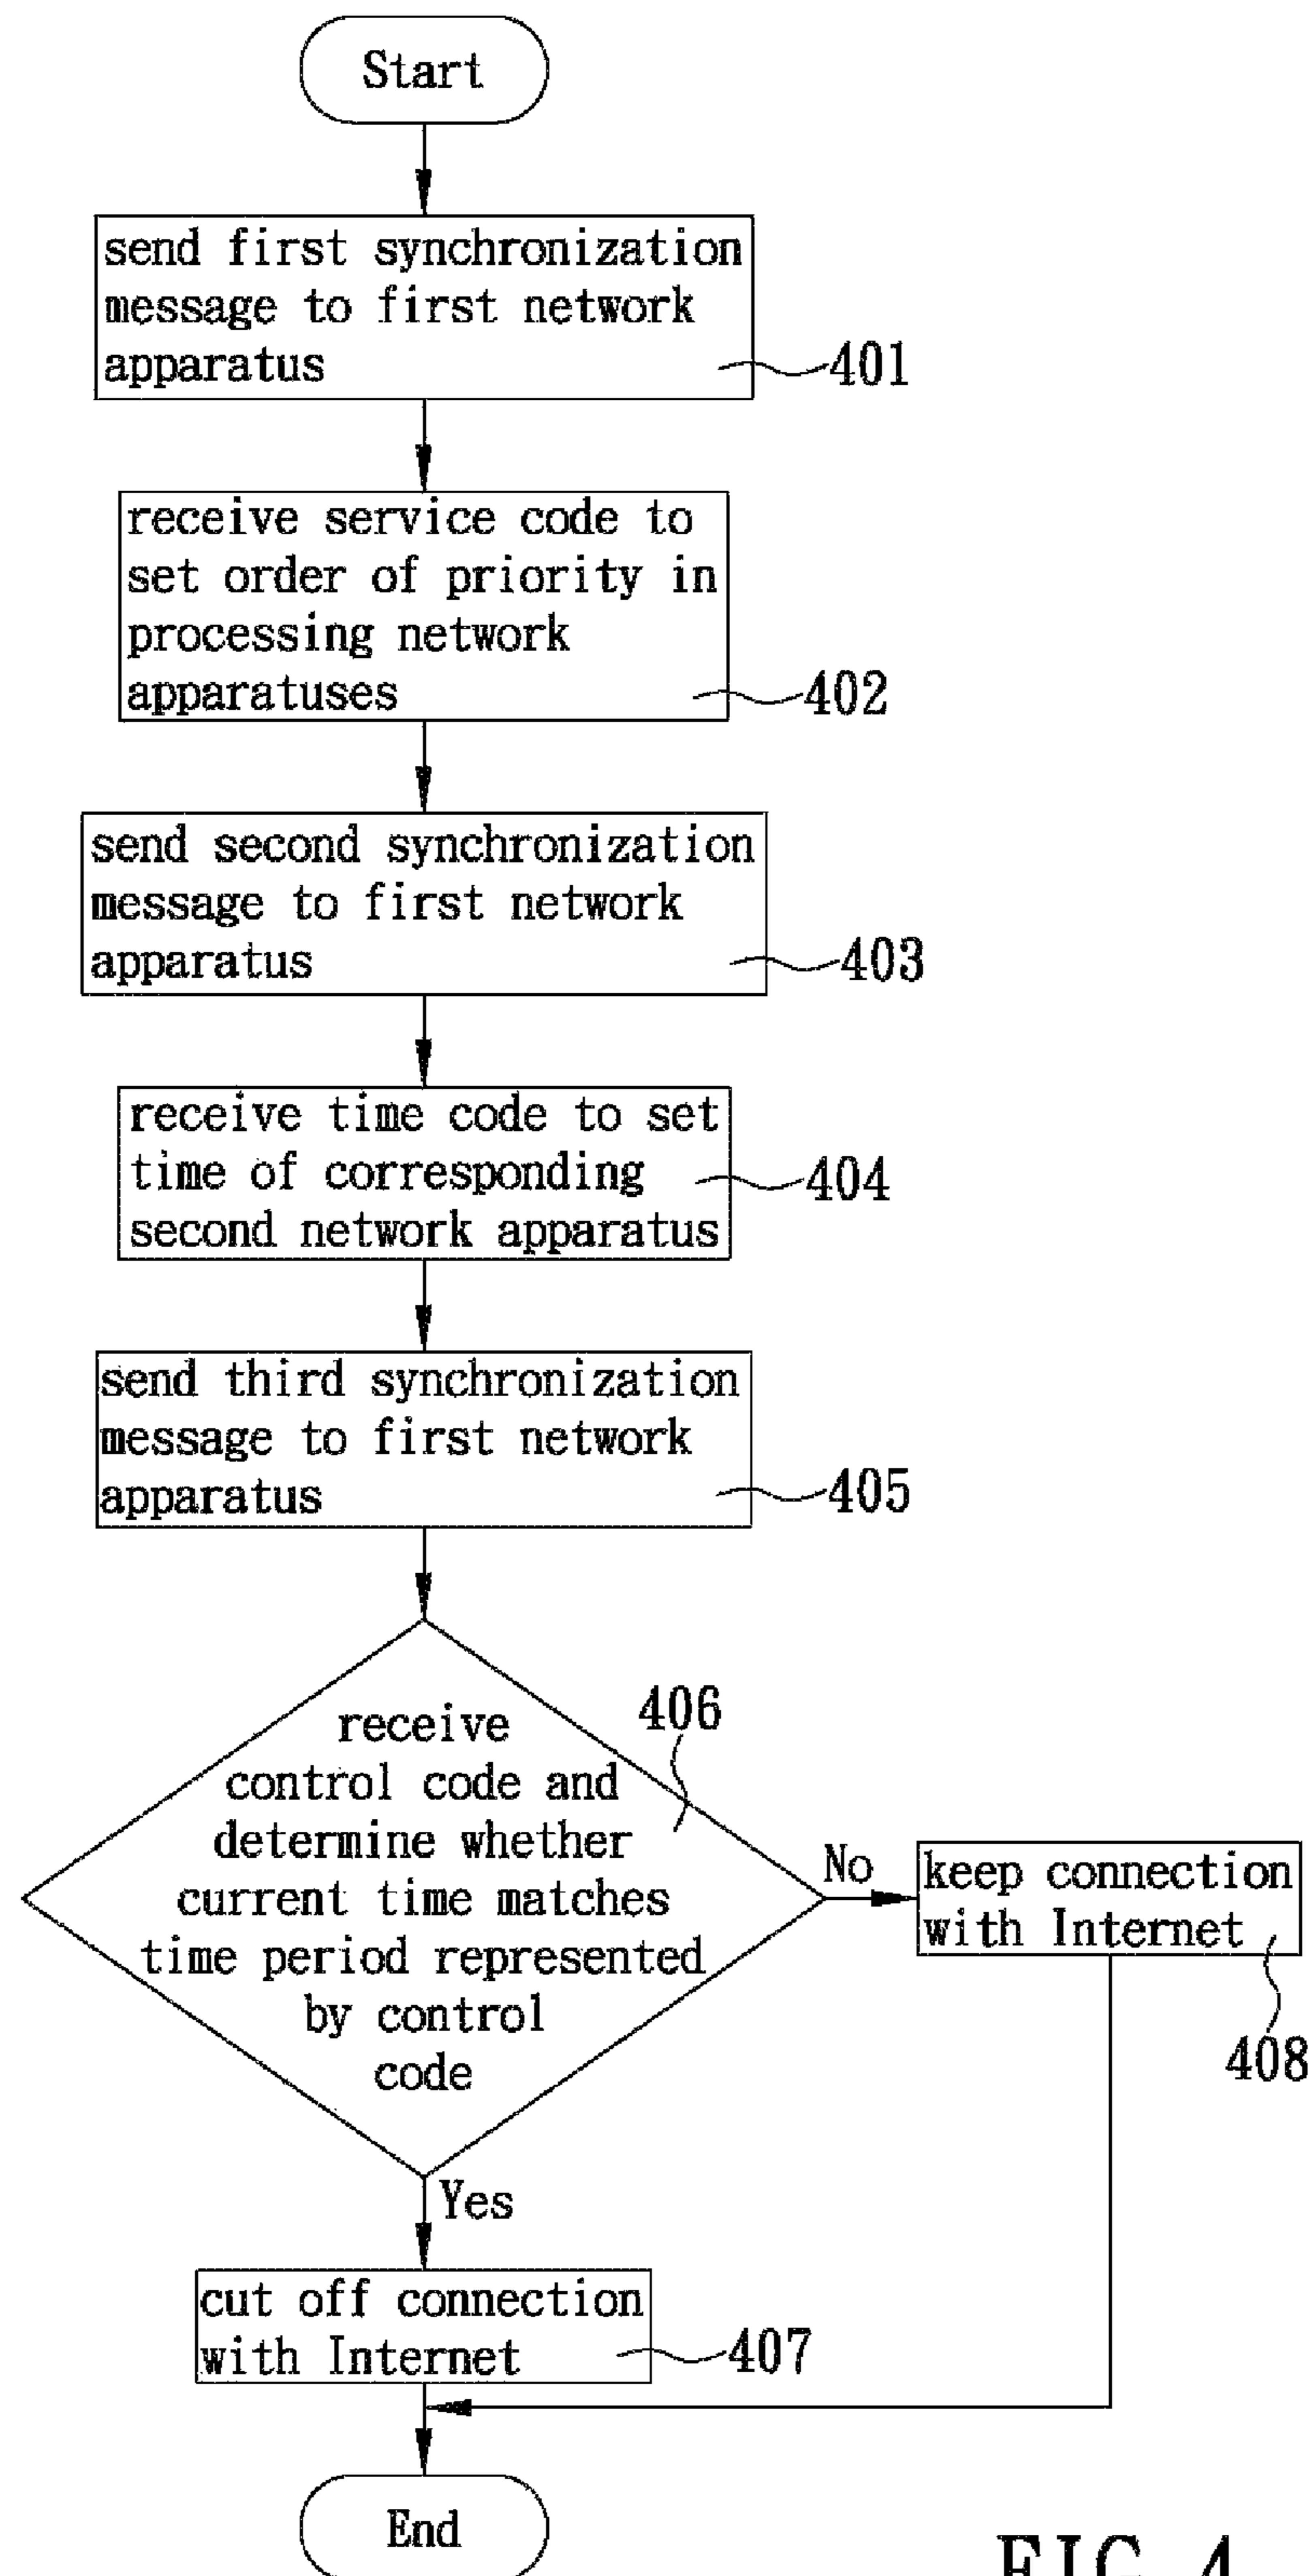 Start
send first synchronization
message to first network
apparatus
401
receive service code to
set order of priority in
processing network
apparatuses
402
send second synchronization
message to first network
apparatus
403
receive time code to set
time of corresponding
second network apparatus
404
send third synchronization
message to first network
apparatus
405
receive
control code and
determine whether
current time matches
time period represented
by control
code
406
No
keep connection
with Internet
408
Yes
cut off connection
with Internet
407
End
FIG. 4